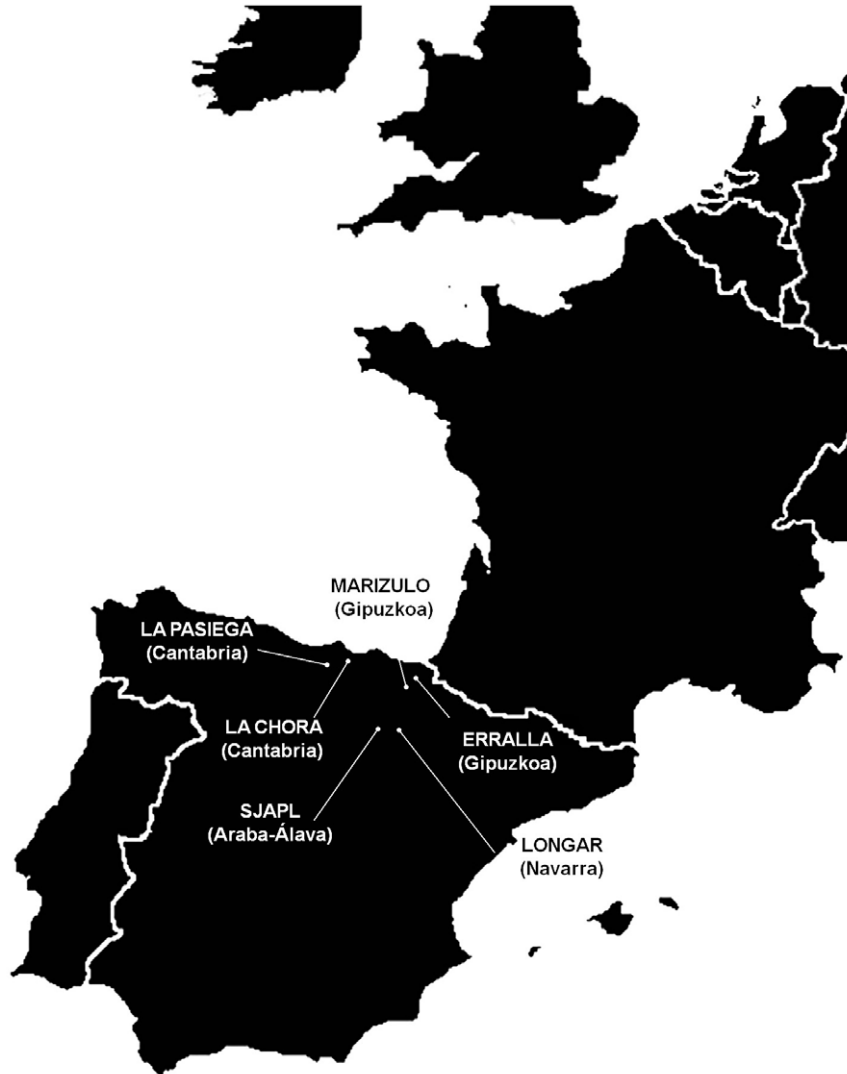 MARIZULO
(Gipuzkoa)
LA PASIEGA
(Cantabria)
LA CHORA
(Cantabria)
ERRALLA
(Gipuzkoa)
SJAPL
(Araba-Álava)
LONGAR
(Navarra)